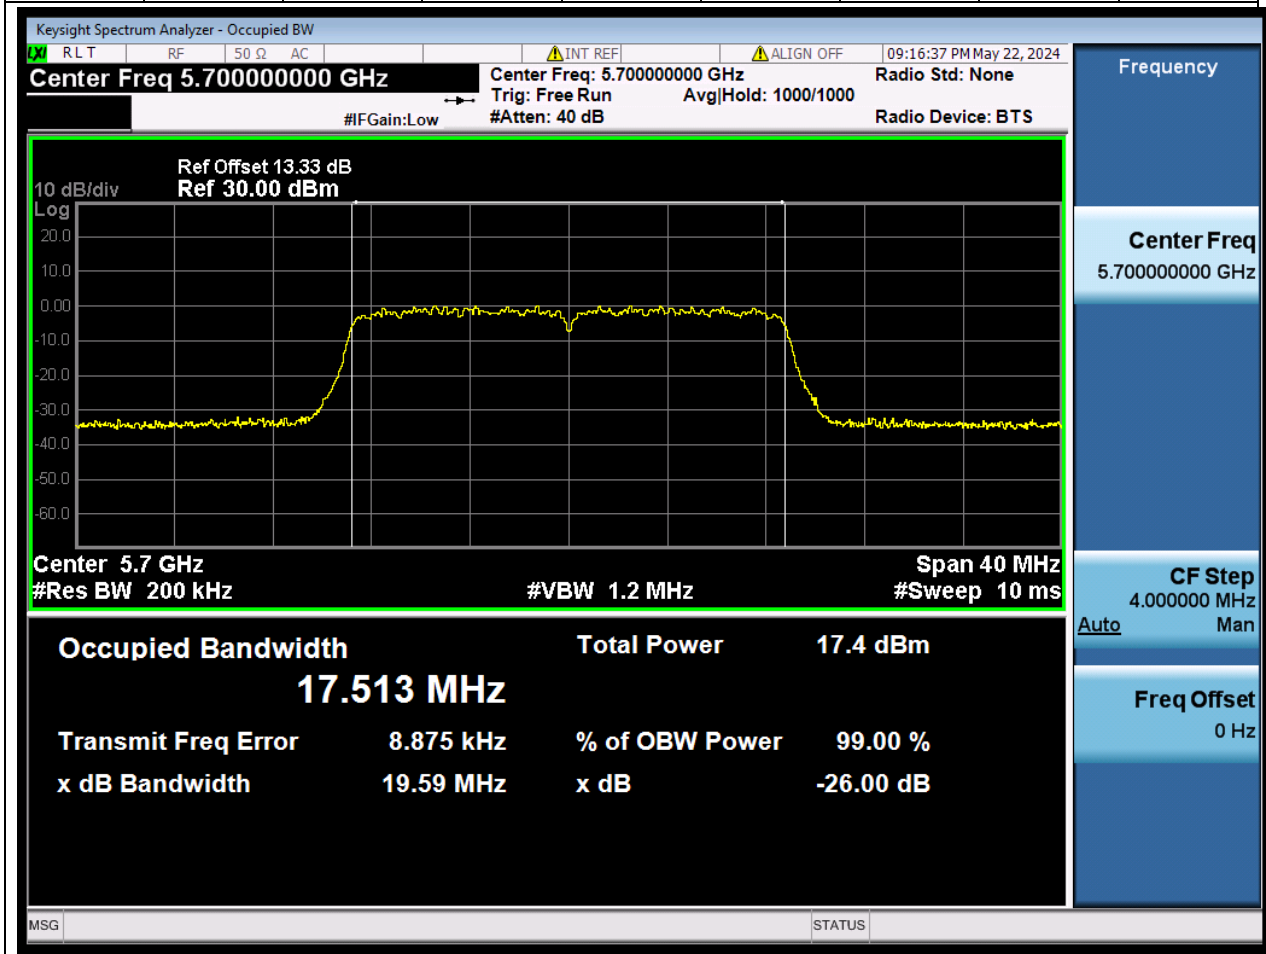 Keysight Spectrum Analyzer - Occupied BW
LXI RLT RF 50 Ω AC INT REF ALIGN OFF 09:16:37 PM May 22, 2024
Center Freq 5.700000000 GHz
Center Freq: 5.700000000 GHz
Radio Std: None
Trig: Free Run Avg|Hold: 1000/1000
#IFGain:Low
#Atten: 40 dB
Radio Device: BTS
Ref Offset 13.33 dB
10 dB/div Ref 30.00 dBm
Log
20.0
10.0
0.00
-10.0
-20.0
-30.0
-40.0
-50.0
-60.0
Center 5.7 GHz Span 40 MHz
#Res BW 200 kHz #VBW 1.2 MHz #Sweep 10 ms
Occupied Bandwidth Total Power 17.4 dBm
17.513 MHz
Transmit Freq Error 8.875 kHz % of OBW Power 99.00 %
x dB Bandwidth 19.59 MHz x dB -26.00 dB
MSG STATUS
Frequency
Center Freq
5.700000000 GHz
CF Step
4.000000 MHz
Auto Man
Freq Offset
0 Hz